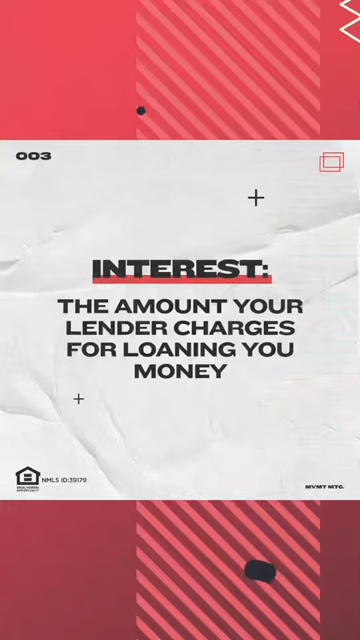 003
INTEREST:
THE AMOUNT YOUR
LENDER CHARGES
FOR LOANING YOU
MONEY
NMLS ID:39179
MVMT MTG.